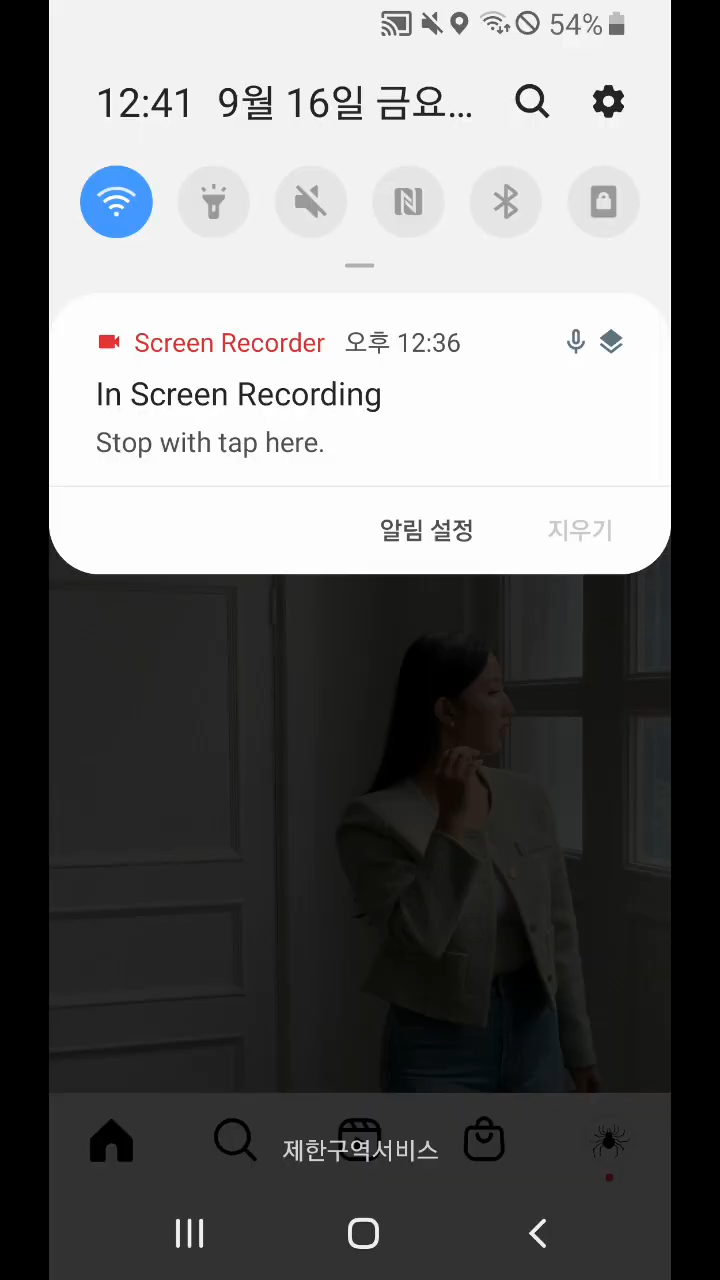 54%
12:41 9월 16일 금요...
Screen Recorder 오후 12:36
In Screen Recording
Stop with tap here.
알림 설정 지우기
제한구역서비스